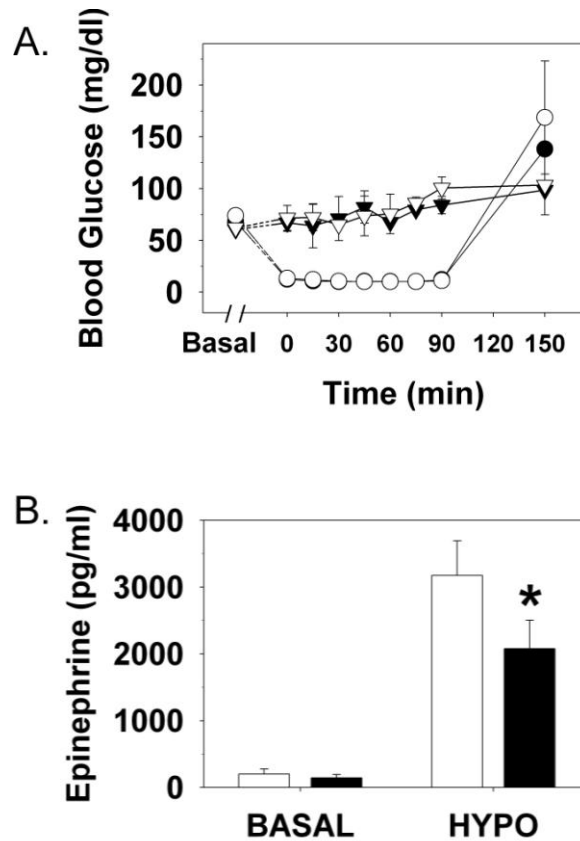 A.
Blood Glucose (mg/dl)
200
150
100
50
0
Basal 0 30 60 90 120 150
Time (min)
B.
Epinephrine (pg/ml)
4000
3000
2000
1000
0
*
BASAL HYPO